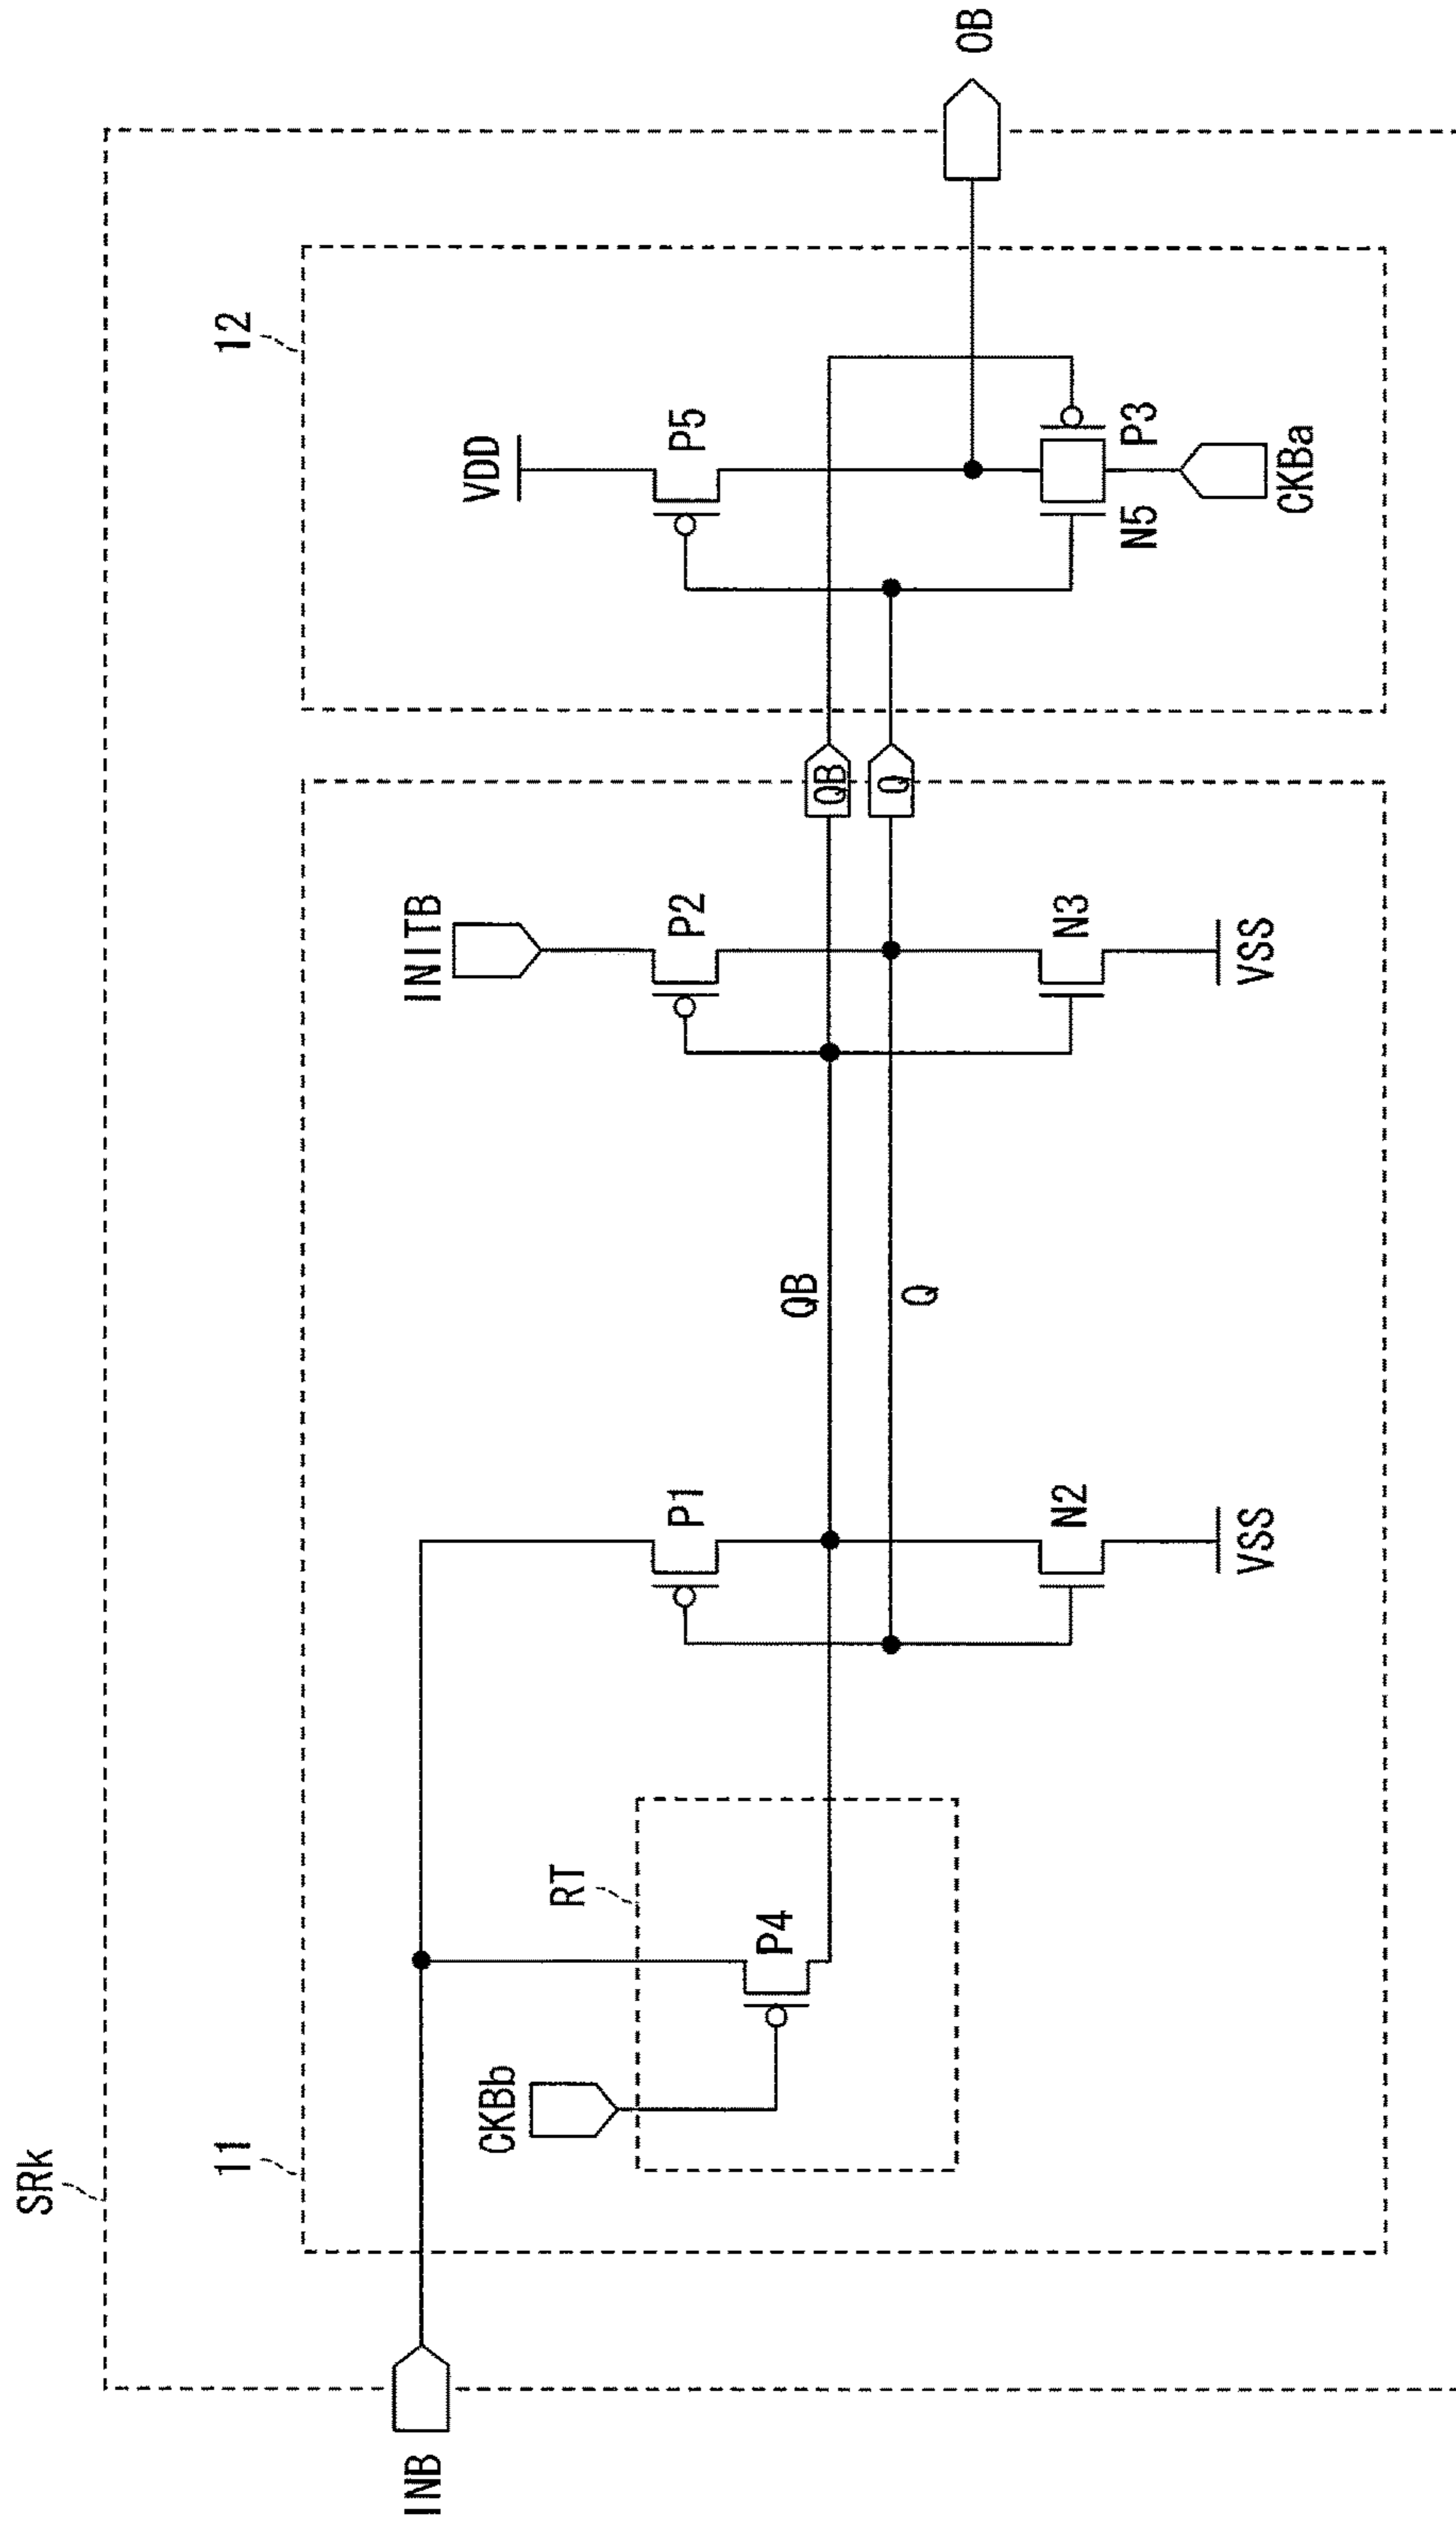 SRk
11
12
INB
CKBb
RT
P4
P1
N2
VSS
QB
Q
INITB
P2
N3
VSS
QB
Q
VDD
P5
N5
P3
CKBa
OB